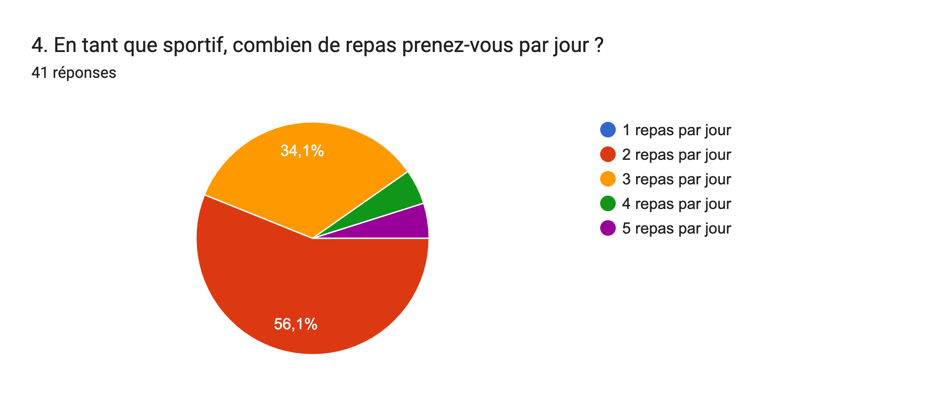 4. En tant que sportif, combien de repas prenez-vous par jour ?
41 réponses
34,1%
56,1%
1 repas par jour
2 repas par jour
3 repas par jour
4 repas par jour
5 repas par jour